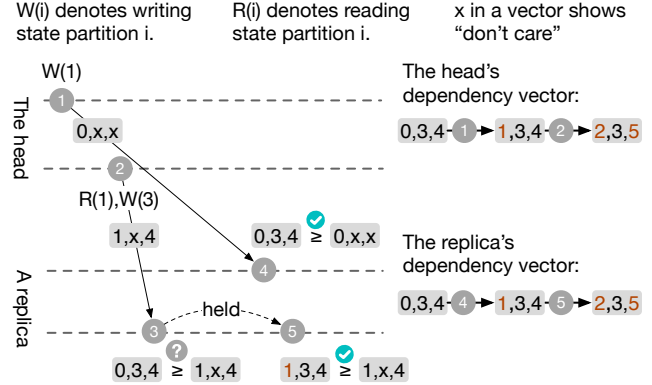 W(i) denotes writing
state partition i.
R(i) denotes reading
state partition i.
x in a vector shows
“don't care”
The head
W(1)
1
0,x,x
2
R(1),W(3)
1,x,4
The head's
dependency vector:
0,3,4 1 1,3,4 2 2,3,5
A replica
0,3,4 ≥ 0,x,x
4
3 held 5
?
0,3,4 ≥ 1,x,4
1,3,4 ≥ 1,x,4
The replica's
dependency vector:
0,3,4 4 1,3,4 5 2,3,5